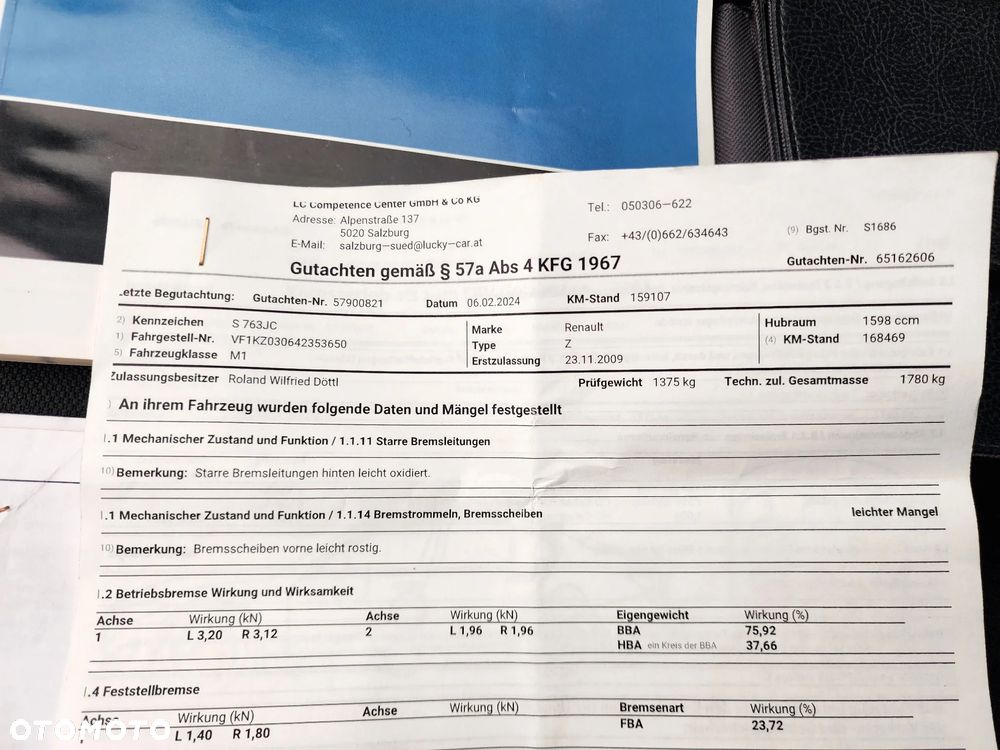 LC Competence Center GmbH & Co KG
Adresse: Alpenstraße 137
5020 Salzburg
E-Mail: salzburg-sued@lucky-car.at
Tel.: 050306-622
Fax: +43/(0)662/634643
(9) Bgst. Nr. S1686
Gutachten gemäß § 57a Abs 4 KFG 1967
Gutachten-Nr. 65162606
Letzte Begutachtung: Gutachten-Nr. 57900821 Datum 06.02.2024 KM-Stand 159107
2) Kennzeichen S 763JC
1) Fahrgestell-Nr. VF1KZ030642353650
5) Fahrzeugklasse M1
Marke Renault
Type Z
Erstzulassung 23.11.2009
Hubraum 1598 ccm
(4) KM-Stand 168469
Zulassungsbesitzer Roland Wilfried Döttl Prüfgewicht 1375 kg Techn. zul. Gesamtmasse 1780 kg
) An ihrem Fahrzeug wurden folgende Daten und Mängel festgestellt
1.1 Mechanischer Zustand und Funktion / 1.1.11 Starre Bremsleitungen
10) Bemerkung: Starre Bremsleitungen hinten leicht oxidiert.
1.1 Mechanischer Zustand und Funktion / 1.1.14 Bremstrommeln, Bremsscheiben leichter Mangel
10) Bemerkung: Bremsscheiben vorne leicht rostig.
1.2 Betriebsbremse Wirkung und Wirksamkeit
Achse Wirkung (kN) Achse Wirkung (kN) Eigengewicht Wirkung (%)
1 L 3,20 R 3,12 2 L 1,96 R 1,96 BBA 75,92
HBA ein Kreis der BBA 37,66
1.4 Feststellbremse
Achse Wirkung (kN) Achse Wirkung (kN) Bremsenart Wirkung (%)
L 1,40 R 1,80 FBA 23,72
OTOMOTO